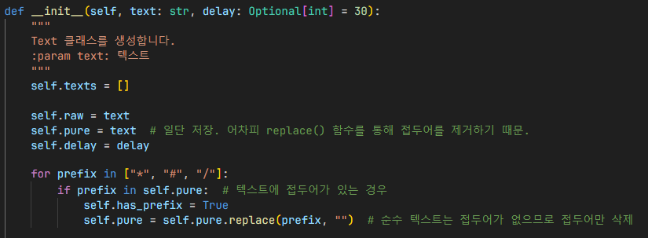 def __init__(self, text: str, delay: Optional[int] = 30):
"""
Text 클래스를 생성합니다.
:param text: 텍스트
"""
self.texts = []
self.raw = text
self.pure = text  # 일단 저장. 어차피 replace() 함수를 통해 접두어를 제거하기 때문.
self.delay = delay
for prefix in ["*", "#", "/"]:
if prefix in self.pure:  # 텍스트에 접두어가 있는 경우
self.has_prefix = True
self.pure = self.pure.replace(prefix, "")  # 순수 텍스트는 접두어가 없으므로 접두어만 삭제